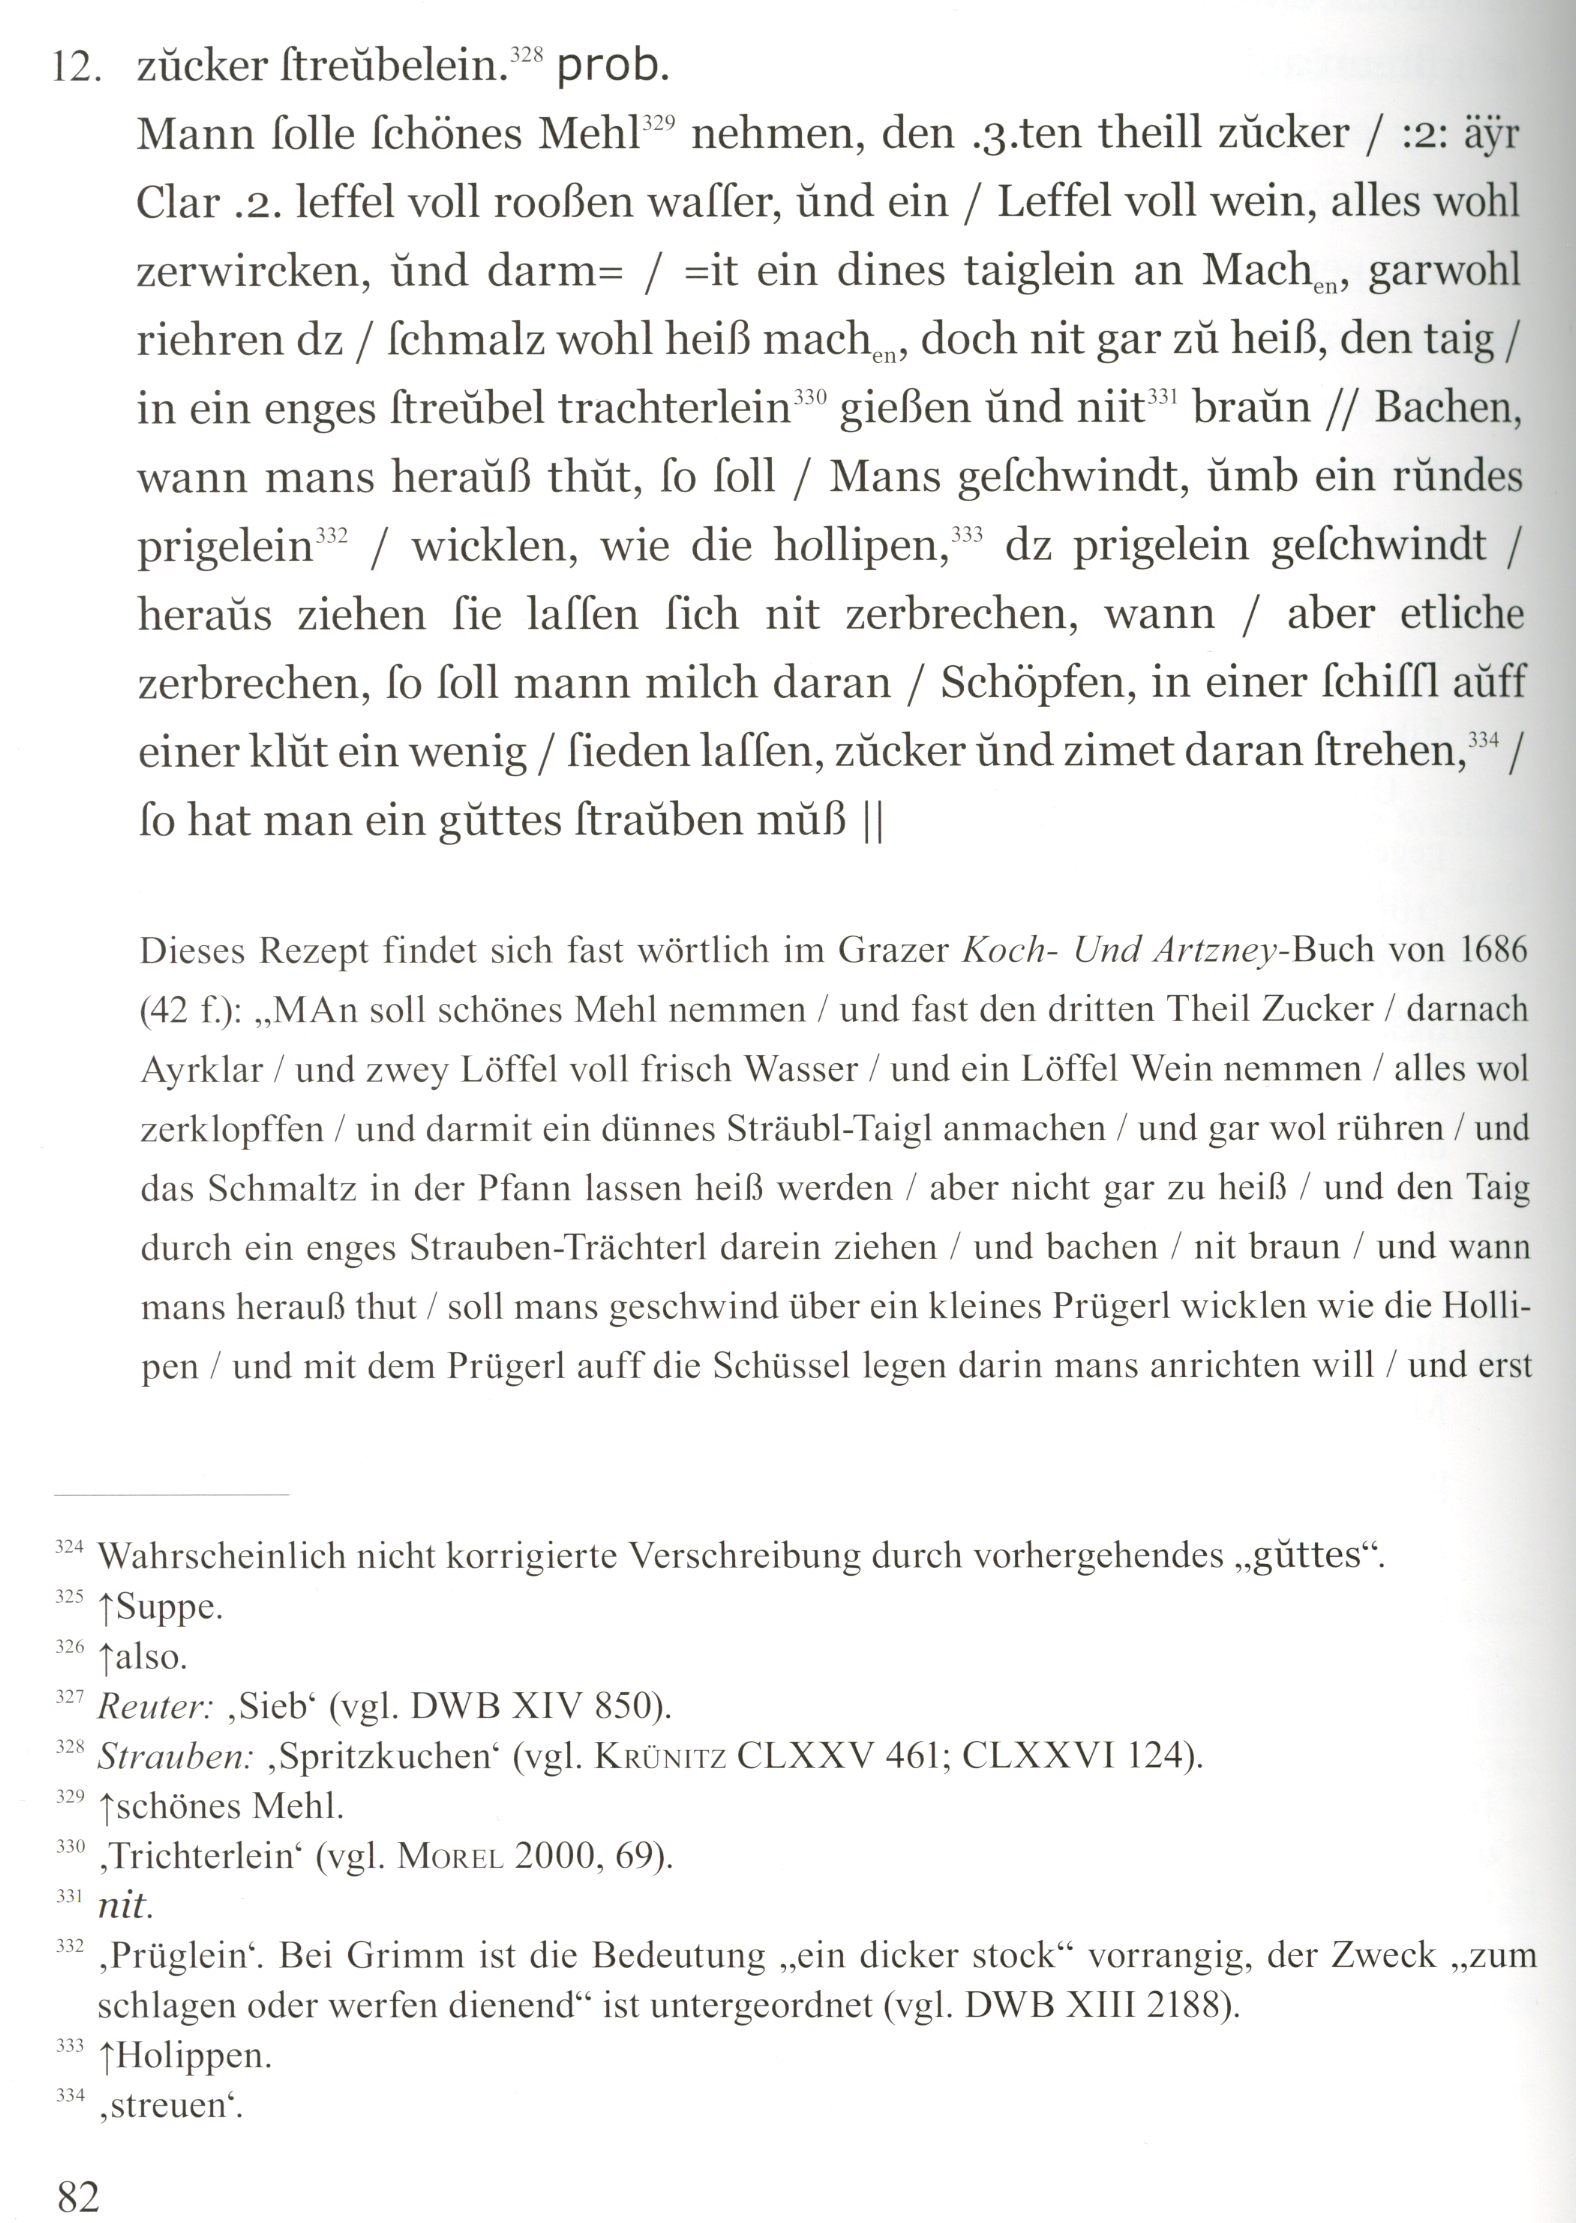 12. zŭcker ſtreŭbelein.³²⁸ prob.
Mann ſolle ſchönes Mehl³²⁹ nehmen, den .3.ten theill zŭcker / :2: äÿr
Clar .2. leffel voll rooßen waſſer, ŭnd ein / Leffel voll wein, alles wohl
zerwircken, ŭnd darm= / =it ein dines taiglein an Machₑₙ, garwohl
riehren dz / ſchmalz wohl heiß machₑₙ, doch nit gar zŭ heiß, den taig /
in ein enges ſtreŭbel trachterlein³³⁰ gießen ŭnd niit³³¹ braŭn // Bachen,
wann mans heraŭß thŭt, ſo ſoll / Mans geſchwindt, ŭmb ein rŭndes
prigelein³³² / wicklen, wie die hollipen,³³³ dz prigelein geſchwindt /
heraŭs ziehen ſie laſſen ſich nit zerbrechen, wann / aber etliche
zerbrechen, ſo ſoll mann milch daran / Schöpfen, in einer ſchiſſl aŭff
einer klŭt ein wenig / ſieden laſſen, zŭcker ŭnd zimet daran ſtrehen,³³⁴ /
ſo hat man ein gŭttes ſtraŭben mŭß ||
Dieses Rezept findet sich fast wörtlich im Grazer Koch- Und Artzney-Buch von 1686
(42 f.): „MAn soll schönes Mehl nemmen / und fast den dritten Theil Zucker / darnach
Ayrklar / und zwey Löffel voll frisch Wasser / und ein Löffel Wein nemmen / alles wol
zerklopffen / und darmit ein dünnes Sträubl-Taigl anmachen / und gar wol rühren / und
das Schmaltz in der Pfann lassen heiß werden / aber nicht gar zu heiß / und den Taig
durch ein enges Strauben-Trächterl darein ziehen / und bachen / nit braun / und wann
mans herauß thut / soll mans geschwind über ein kleines Prügerl wicklen wie die Holli-
pen / und mit dem Prügerl auff die Schüssel legen darin mans anrichten will / und erst
³²⁴ Wahrscheinlich nicht korrigierte Verschreibung durch vorhergehendes „gŭttes“.
³²⁵ ↑Suppe.
³²⁶ ↑also.
³²⁷ Reuter: ‚Sieb‘ (vgl. DWB XIV 850).
³²⁸ Strauben: ‚Spritzkuchen‘ (vgl. KRÜNITZ CLXXV 461; CLXXVI 124).
³²⁹ ↑schönes Mehl.
³³⁰ ‚Trichterlein‘ (vgl. MOREL 2000, 69).
³³¹ nit.
³³² ‚Prüglein‘. Bei Grimm ist die Bedeutung „ein dicker stock“ vorrangig, der Zweck „zum
schlagen oder werfen dienend“ ist untergeordnet (vgl. DWB XIII 2188).
³³³ ↑Holippen.
³³⁴ ‚streuen‘.
82